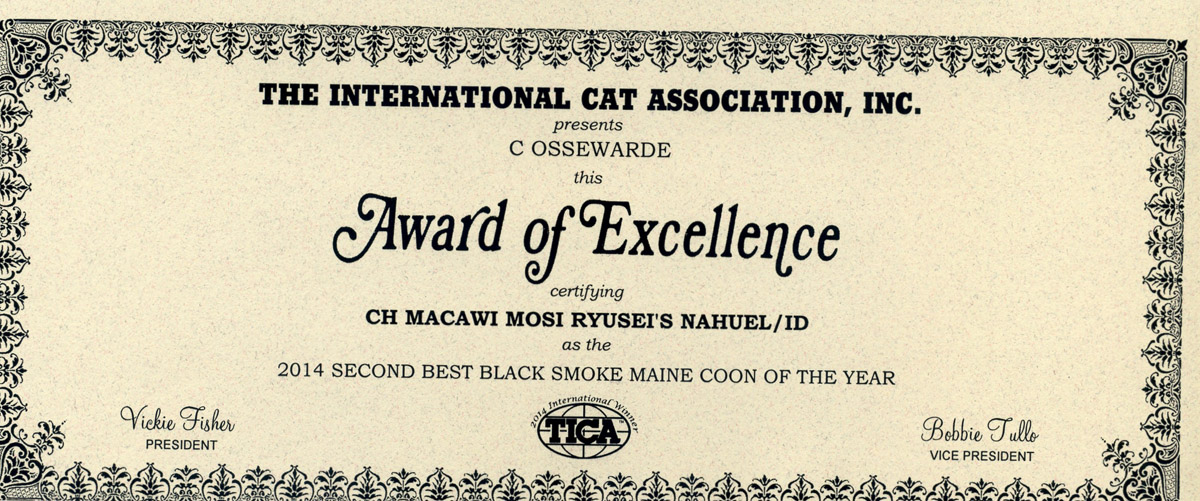 THE INTERNATIONAL CAT ASSOCIATION, INC.
presents
C OSSEWARDE
this
Award of Excellence
certifying
CH MACAWI MOSI RYUSEI'S NAHUEL/ID
as the
2014 SECOND BEST BLACK SMOKE MAINE COON OF THE YEAR
2014 International Winner
TICA
Vickie Fisher
PRESIDENT
Bobbie Tullo
VICE PRESIDENT